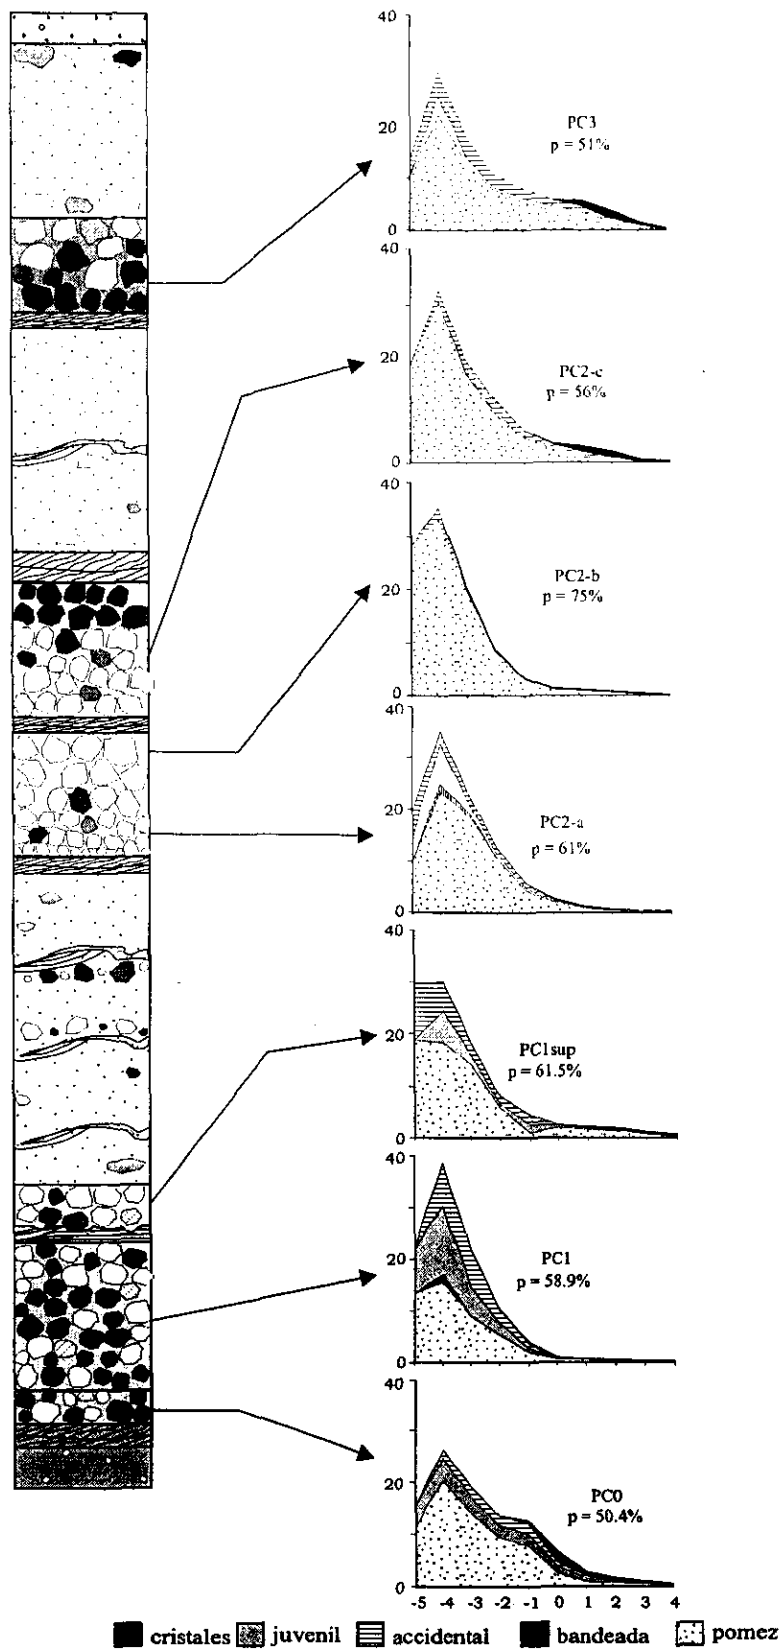 40
20
0
PC3
p = 51%
40
20
0
PC2-c
p = 56%
40
20
0
PC2-b
p = 75%
40
20
0
PC2-a
p = 61%
40
20
0
PC1sup
p = 61.5%
40
20
0
PC1
p = 58.9%
40
20
0
PC0
p = 50.4%
-5 -4 -3 -2 -1 0 1 2 3 4
cristales juvenil accidental bandeada pomez